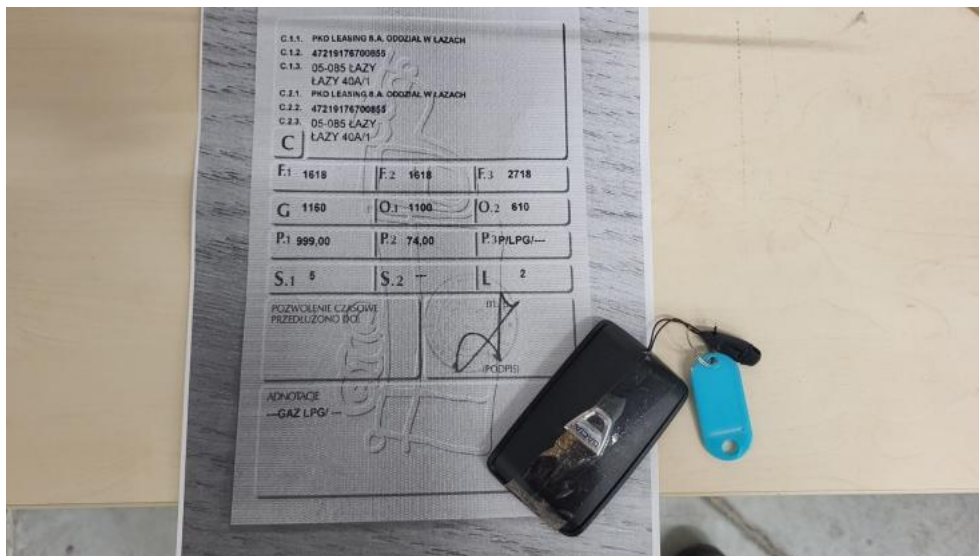 C.1.1. PKO LEASING S.A. ODDZIAŁ W ŁAZACH
C.1.2. 47219176700855
C.1.3. 05-085 ŁAZY
ŁAZY 40A/1
C.2.1. PKO LEASING S.A. ODDZIAŁ W ŁAZACH
C.2.2. 47219176700855
C.2.3. 05-085 ŁAZY
ŁAZY 40A/1
C
F.1 1618 F.2 1618 F.3 2718
G 1160 O.1 1100 O.2 610
P.1 999,00 P.2 74,00 P.3 P/LPG/---
S.1 5 S.2 — L 2
POZWOLENIE CZASOWE
PRZEDŁUŻONO DO:
(PODPIS)
ADNOTACJE
---GAZ LPG/ ---
DACIA